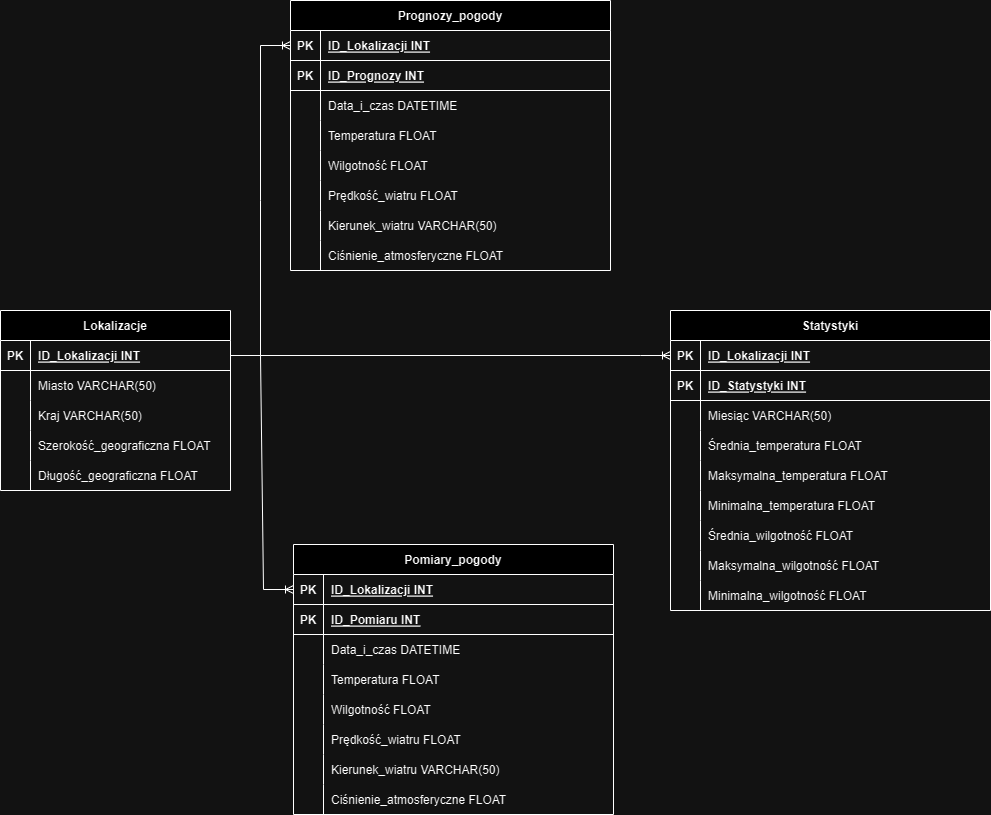 Prognozy_pogody
PK ID_Lokalizacji INT
PK ID_Prognozy INT
Data_i_czas DATETIME
Temperatura FLOAT
Wilgotność FLOAT
Prędkość_wiatru FLOAT
Kierunek_wiatru VARCHAR(50)
Ciśnienie_atmosferyczne FLOAT
Lokalizacje
PK ID_Lokalizacji INT
Miasto VARCHAR(50)
Kraj VARCHAR(50)
Szerokość_geograficzna FLOAT
Długość_geograficzna FLOAT
Statystyki
PK ID_Lokalizacji INT
PK ID_Statystyki INT
Miesiąc VARCHAR(50)
Średnia_temperatura FLOAT
Maksymalna_temperatura FLOAT
Minimalna_temperatura FLOAT
Średnia_wilgotność FLOAT
Maksymalna_wilgotność FLOAT
Minimalna_wilgotność FLOAT
Pomiary_pogody
PK ID_Lokalizacji INT
PK ID_Pomiaru INT
Data_i_czas DATETIME
Temperatura FLOAT
Wilgotność FLOAT
Prędkość_wiatru FLOAT
Kierunek_wiatru VARCHAR(50)
Ciśnienie_atmosferyczne FLOAT